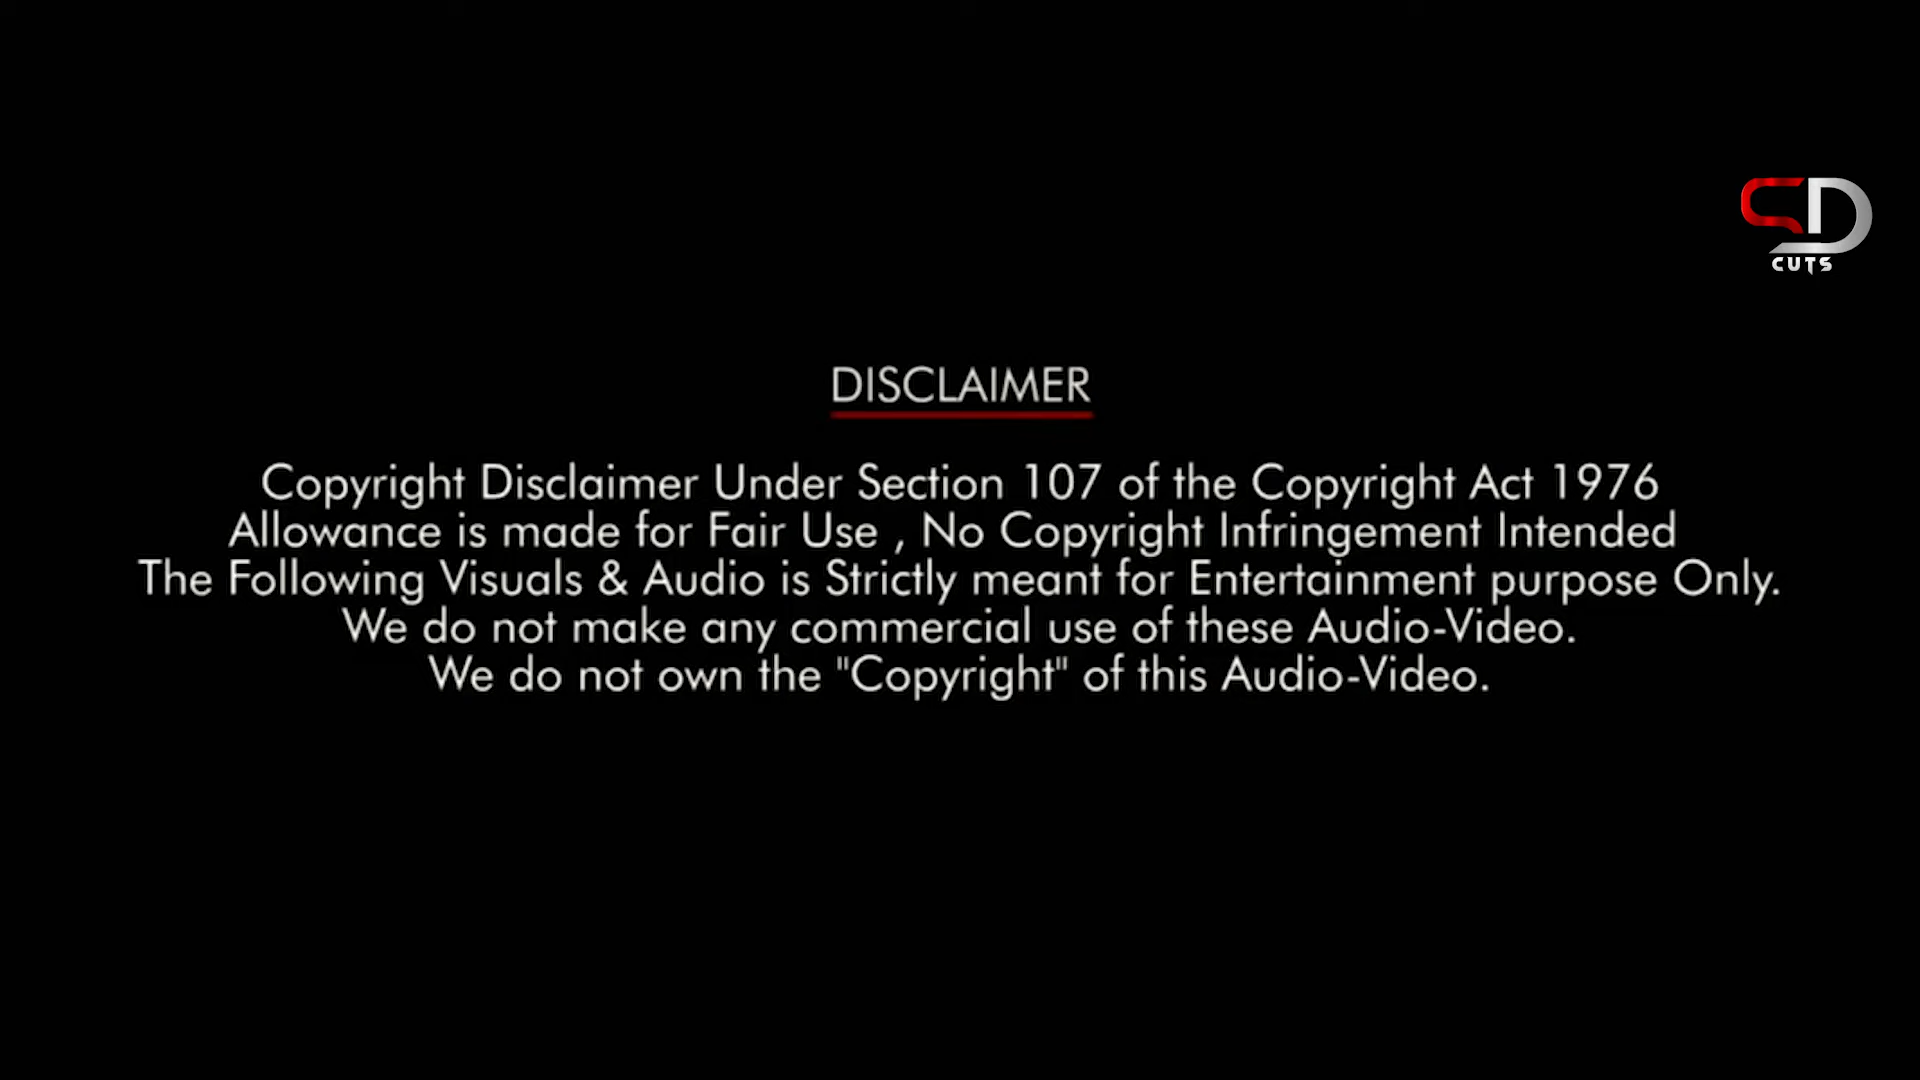 SD
CUTS
DISCLAIMER
Copyright Disclaimer Under Section 107 of the Copyright Act 1976
Allowance is made for Fair Use , No Copyright Infringement Intended
The Following Visuals & Audio is Strictly meant for Entertainment purpose Only.
We do not make any commercial use of these Audio-Video.
We do not own the "Copyright" of this Audio-Video.